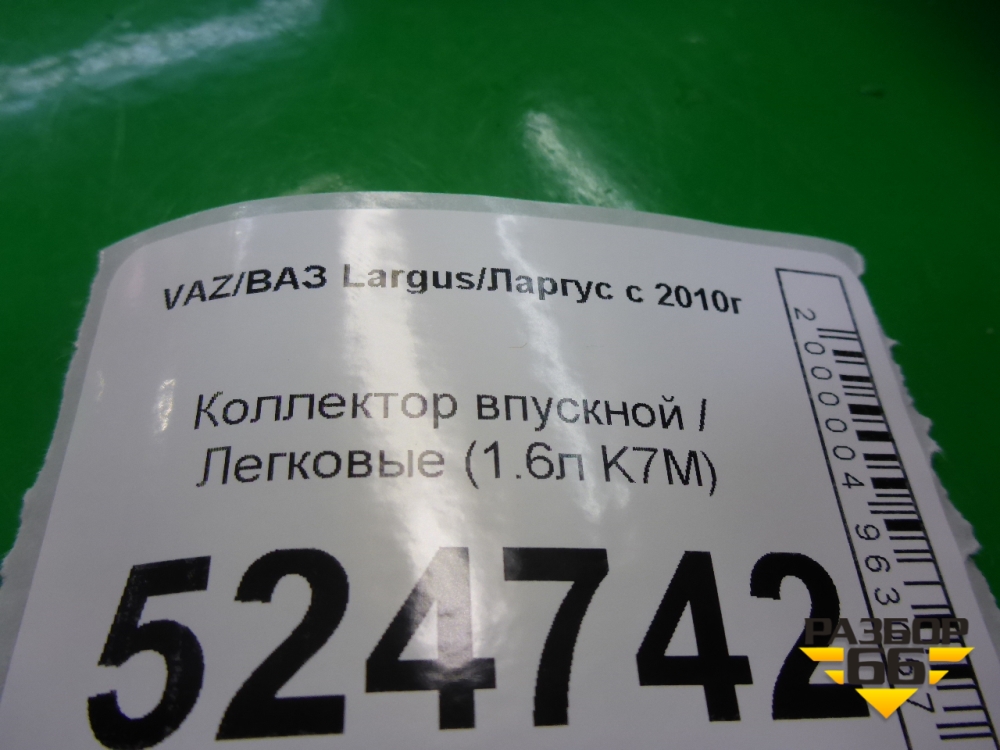 VAZ/ВАЗ Largus/Ларгус с 2010г
Коллектор впускной /
Легковые (1.6л K7M)
524742
2000004963
РАЗБОР
66